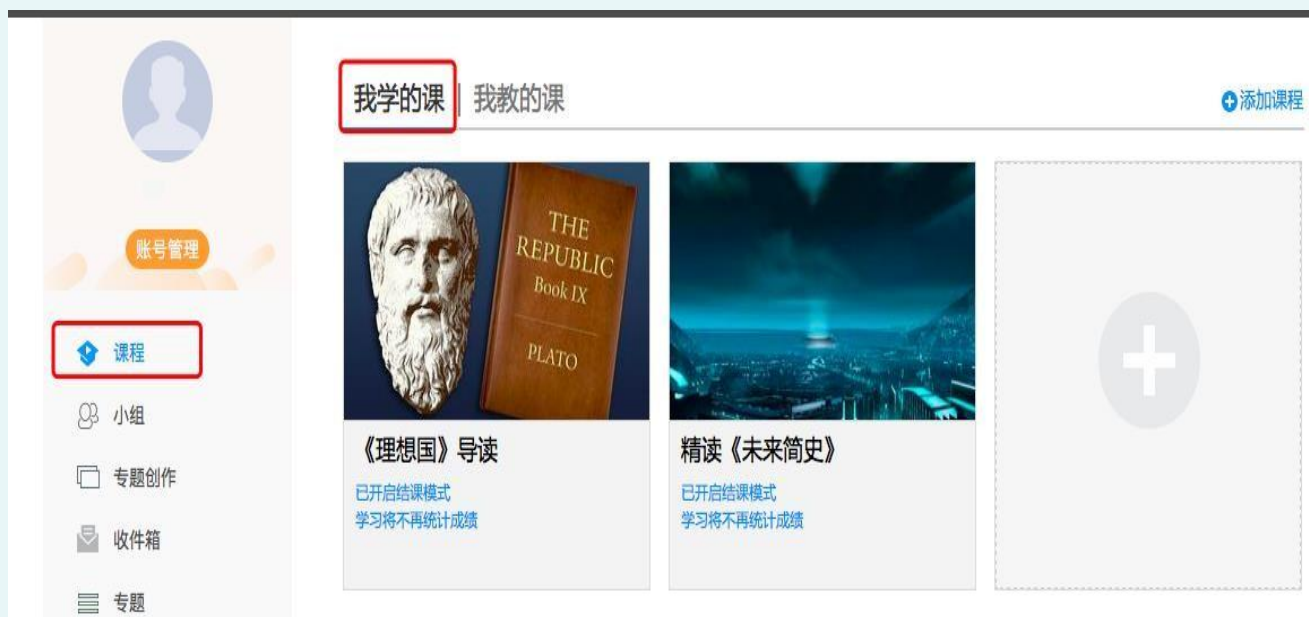 我学的课 | 我教的课
添加课程
账号管理
课程
小组
专题创作
收件箱
专题
THE
REPUBLIC
Book IX
PLATO
《理想国》导读
已开启结课模式
学习将不再统计成绩
精读《未来简史》
已开启结课模式
学习将不再统计成绩